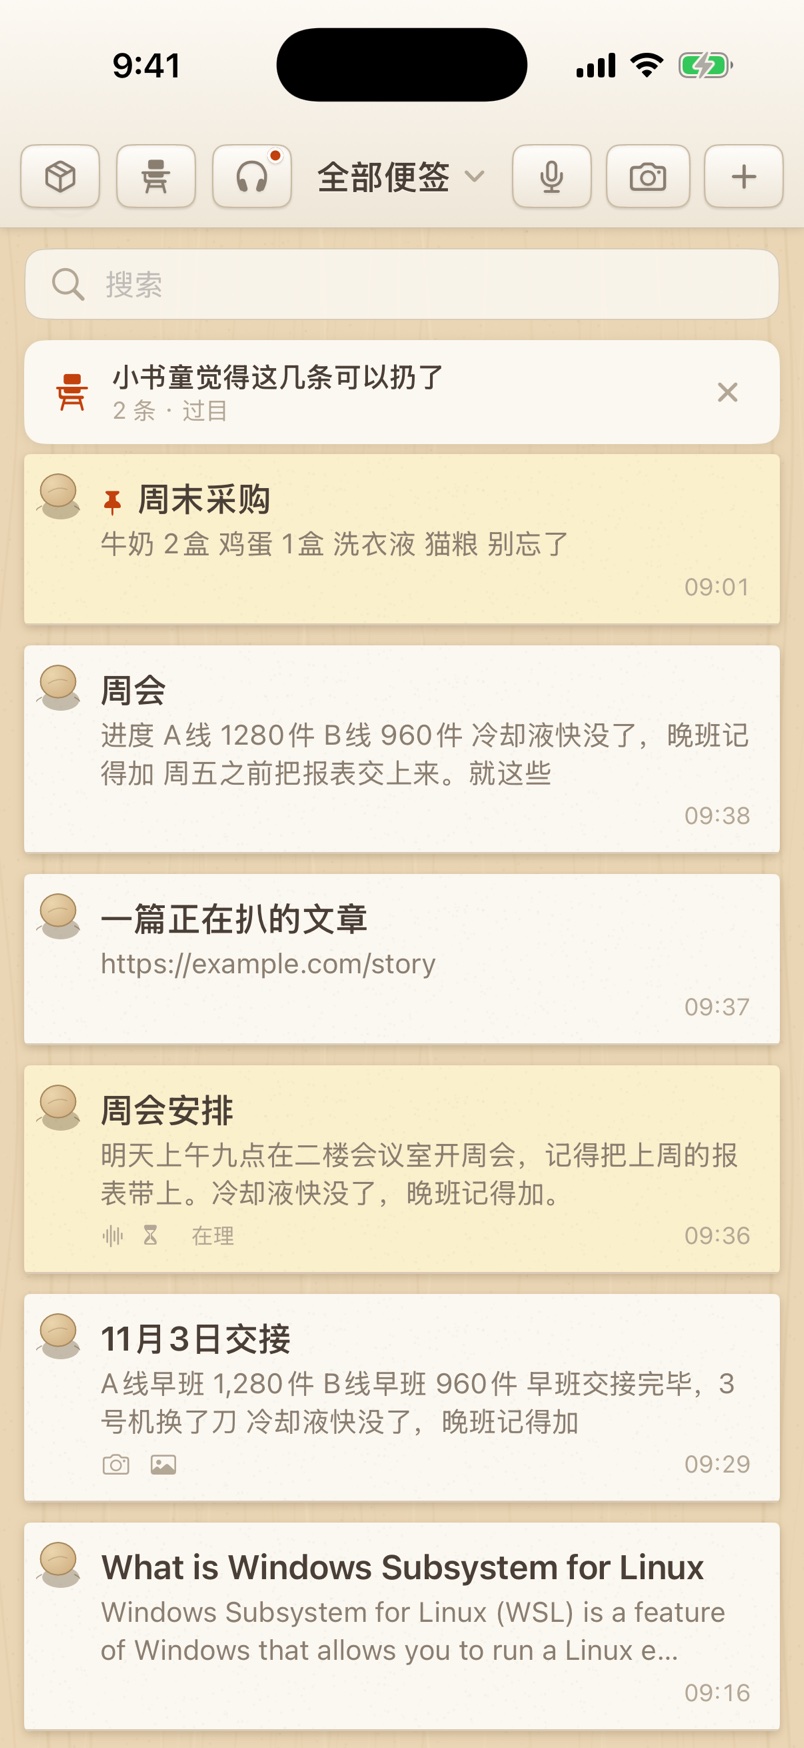 9:41
全部便签
搜索
小书童觉得这几条可以扔了
2 条 · 过目
周末采购
牛奶 2盒 鸡蛋 1盒 洗衣液 猫粮 别忘了
09:01
周会
进度 A线 1280件 B线 960件 冷却液快没了，晚班记
得加 周五之前把报表交上来。就这些
09:38
一篇正在扒的文章
https://example.com/story
09:37
周会安排
明天上午九点在二楼会议室开周会，记得把上周的报
表带上。冷却液快没了，晚班记得加。
在理
09:36
11月3日交接
A线早班 1,280件 B线早班 960件 早班交接完毕，3
号机换了刀 冷却液快没了，晚班记得加
09:29
What is Windows Subsystem for Linux
Windows Subsystem for Linux (WSL) is a feature
of Windows that allows you to run a Linux e...
09:16